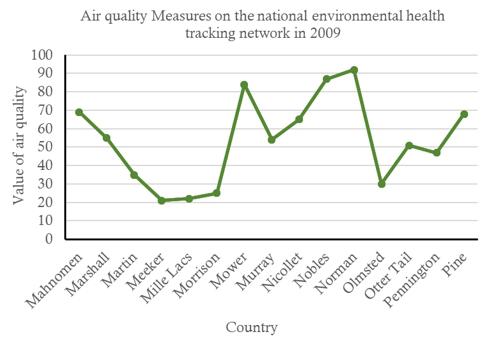 Air quality Measures on the national environmental health
tracking network in 2009
Value of air quality
100
90
80
70
60
50
40
30
20
10
0
Mahnomen
Marshall
Martin
Meeker
Mille Lacs
Morrison
Mower
Murray
Nicollet
Nobles
Norman
Olmsted
Otter Tail
Pennington
Pine
Country